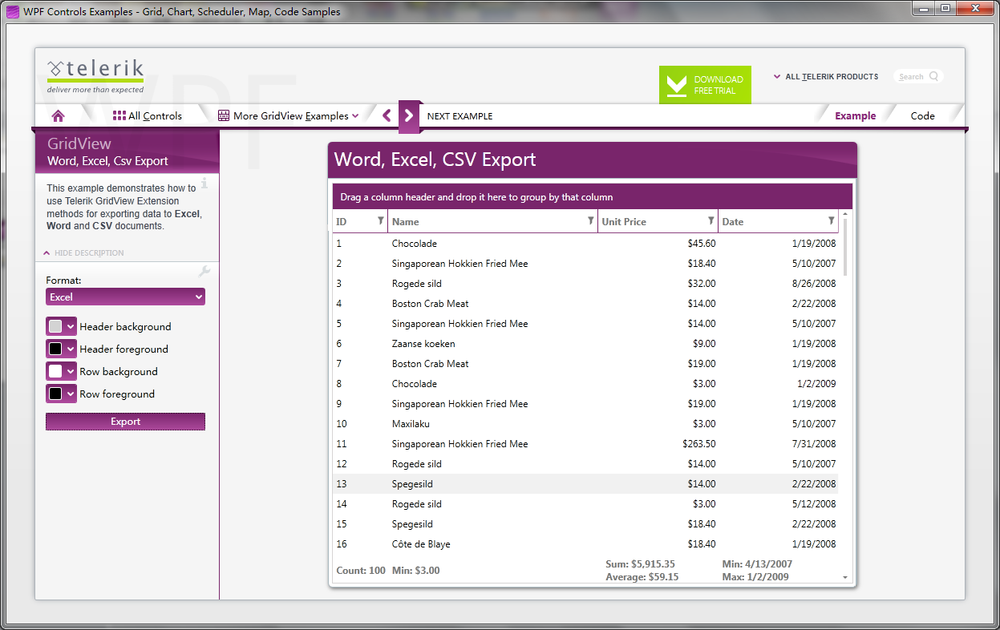 WPF Controls Examples - Grid, Chart, Scheduler, Map, Code Samples
WPF
telerik
deliver more than expected
DOWNLOAD
FREE TRIAL
ALL TELERIK PRODUCTS
Search
All Controls
More GridView Examples
NEXT EXAMPLE
Example
Code
GridView
Word, Excel, Csv Export
This example demonstrates how to
use Telerik GridView Extension
methods for exporting data to Excel,
Word and CSV documents.
HIDE DESCRIPTION
Format:
Excel
Header background
Header foreground
Row background
Row foreground
Export
Word, Excel, CSV Export
Drag a column header and drop it here to group by that column
ID Name Unit Price Date
1 Chocolade $45.60 1/19/2008
2 Singaporean Hokkien Fried Mee $18.40 5/10/2007
3 Rogede sild $32.00 8/26/2008
4 Boston Crab Meat $14.00 2/22/2008
5 Singaporean Hokkien Fried Mee $14.00 5/10/2007
6 Zaanse koeken $9.00 1/19/2008
7 Boston Crab Meat $19.00 1/19/2008
8 Chocolade $3.00 1/2/2009
9 Singaporean Hokkien Fried Mee $19.00 1/19/2008
10 Maxilaku $3.00 5/10/2007
11 Singaporean Hokkien Fried Mee $263.50 7/31/2008
12 Rogede sild $14.00 5/10/2007
13 Spegesild $14.00 2/22/2008
14 Rogede sild $3.00 5/12/2008
15 Spegesild $18.40 2/22/2008
16 Côte de Blaye $18.40 1/19/2008
Count: 100 Min: $3.00
Sum: $5,915.35
Average: $59.15
Min: 4/13/2007
Max: 1/2/2009